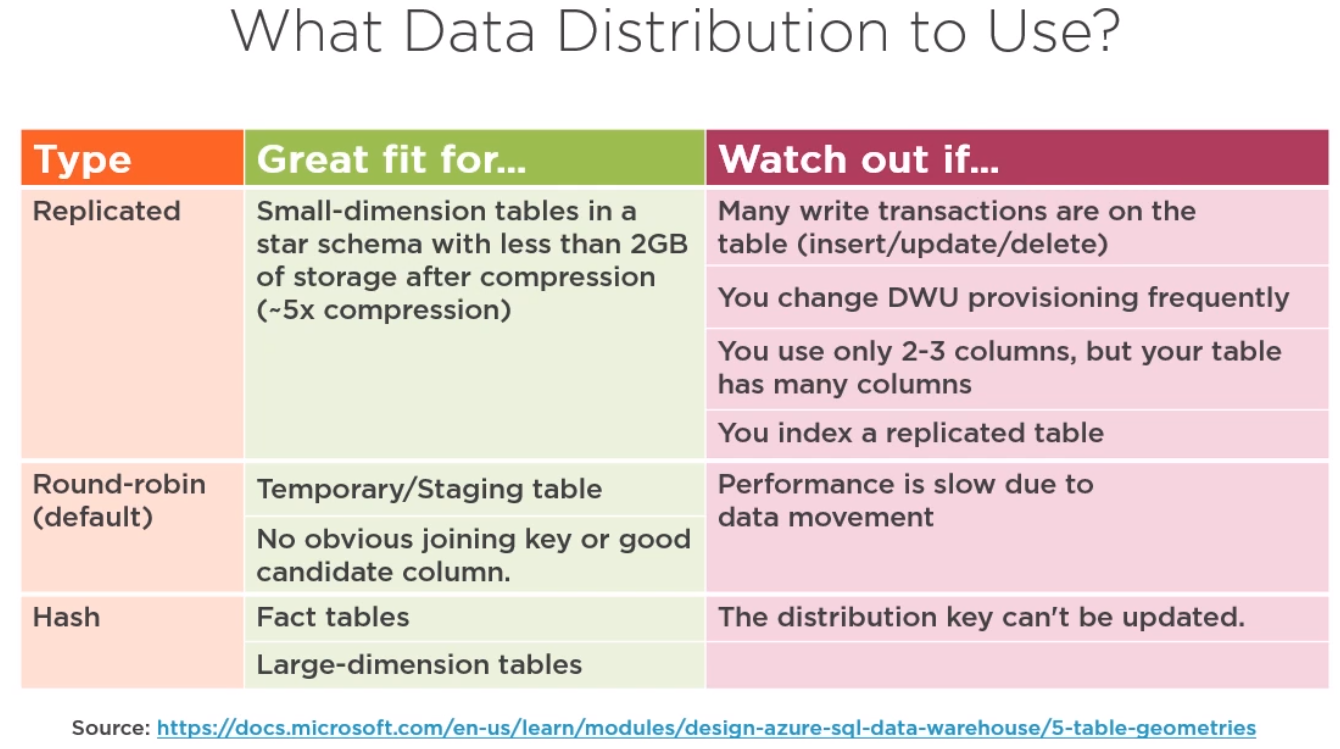 What Data Distribution to Use?
Type
Great fit for...
Watch out if...
Replicated
Small-dimension tables in a
star schema with less than 2GB
of storage after compression
(~5x compression)
Many write transactions are on the
table (insert/update/delete)
You change DWU provisioning frequently
You use only 2-3 columns, but your table
has many columns
You index a replicated table
Round-robin
(default)
Temporary/Staging table
No obvious joining key or good
candidate column.
Performance is slow due to
data movement
Hash
Fact tables
Large-dimension tables
The distribution key can't be updated.
Source: https://docs.microsoft.com/en-us/learn/modules/design-azure-sql-data-warehouse/5-table-geometries